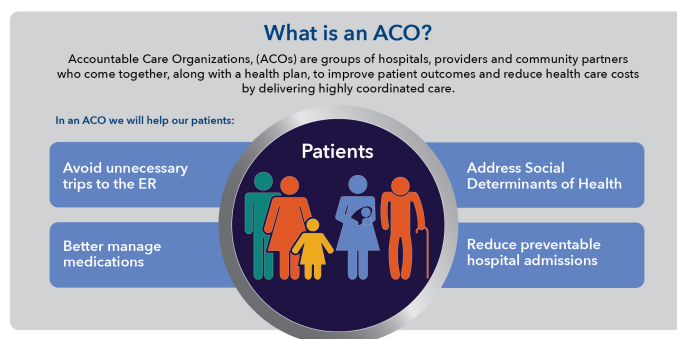 What is an ACO?
Accountable Care Organizations, (ACOs) are groups of hospitals, providers and community partners
who come together, along with a health plan, to improve patient outcomes and reduce health care costs
by delivering highly coordinated care.
In an ACO we will help our patients:
Patients
Avoid unnecessary
trips to the ER
Address Social
Determinants of Health
Better manage
medications
Reduce preventable
hospital admissions